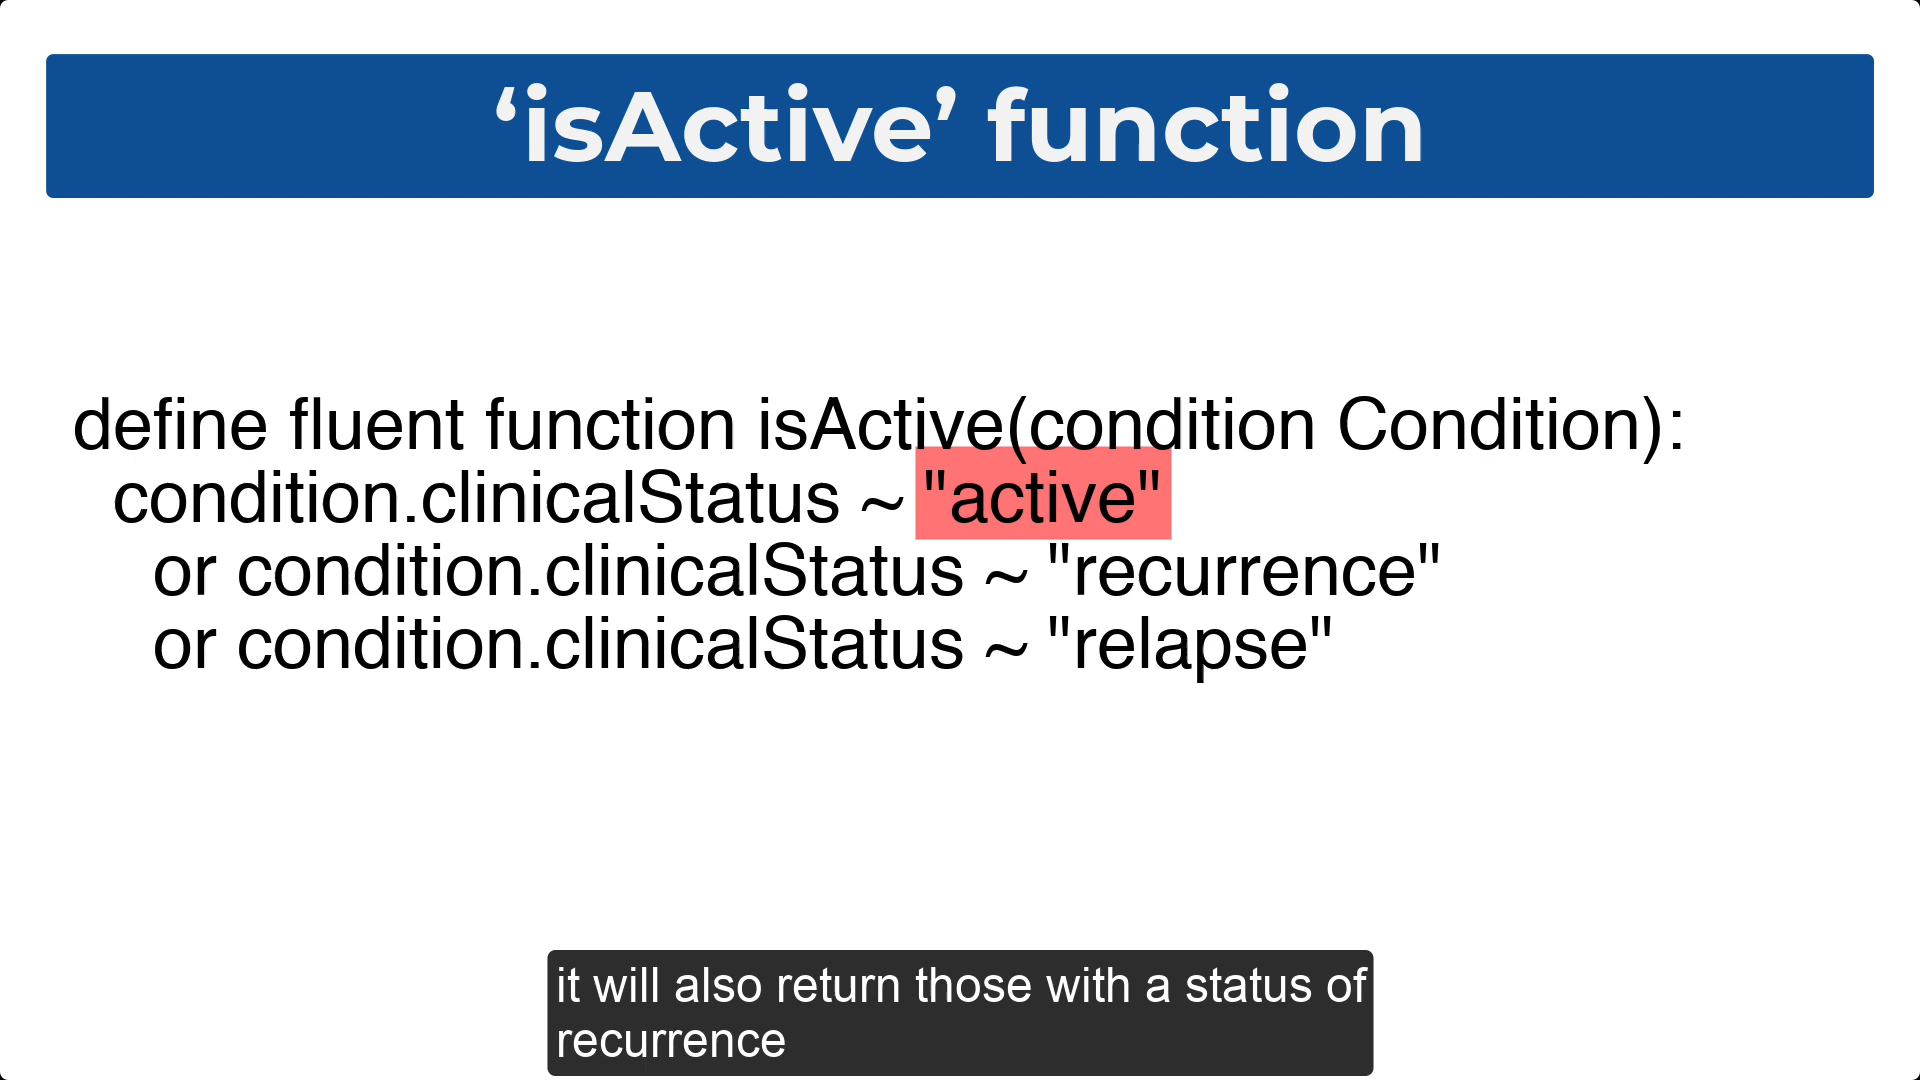 ‘isActive’ function
define fluent function isActive(condition Condition):
condition.clinicalStatus ~ "active"
or condition.clinicalStatus ~ "recurrence"
or condition.clinicalStatus ~ "relapse"
it will also return those with a status of
recurrence